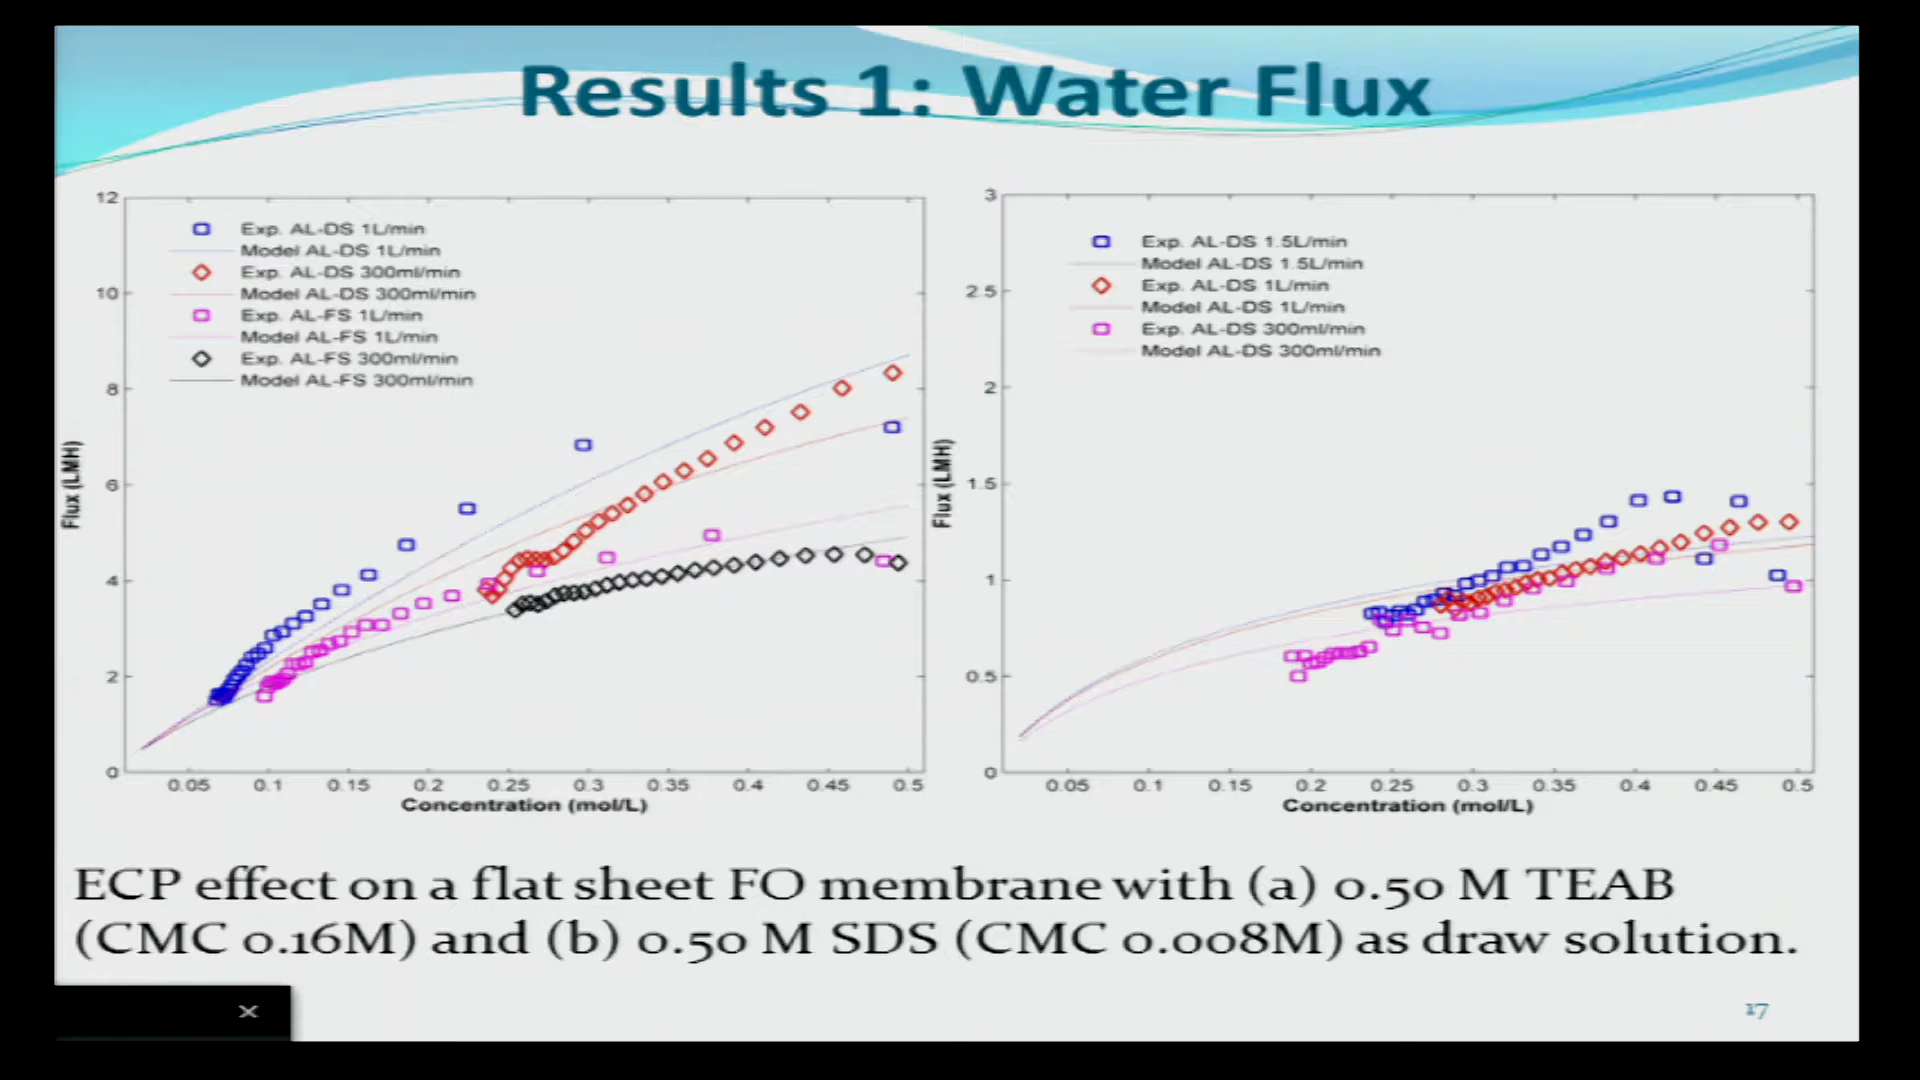 Results 1: Water Flux
12
10
8
6
4
2
0
Flux (LMH)
Exp. AL-DS 1L/min
Model AL-DS 1L/min
Exp. AL-DS 300ml/min
Model AL-DS 300ml/min
Exp. AL-FS 1L/min
Model AL-FS 1L/min
Exp. AL-FS 300ml/min
Model AL-FS 300ml/min
0.05 0.1 0.15 0.2 0.25 0.3 0.35 0.4 0.45 0.5
Concentration (mol/L)
3
2.5
2
1.5
1
0.5
0
Flux (LMH)
Exp. AL-DS 1.5L/min
Model AL-DS 1.5L/min
Exp. AL-DS 1L/min
Model AL-DS 1L/min
Exp. AL-DS 300ml/min
Model AL-DS 300ml/min
0.05 0.1 0.15 0.2 0.25 0.3 0.35 0.4 0.45 0.5
Concentration (mol/L)
ECP effect on a flat sheet FO membrane with (a) 0.50 M TEAB
(CMC 0.16M) and (b) 0.50 M SDS (CMC 0.008M) as draw solution.
17